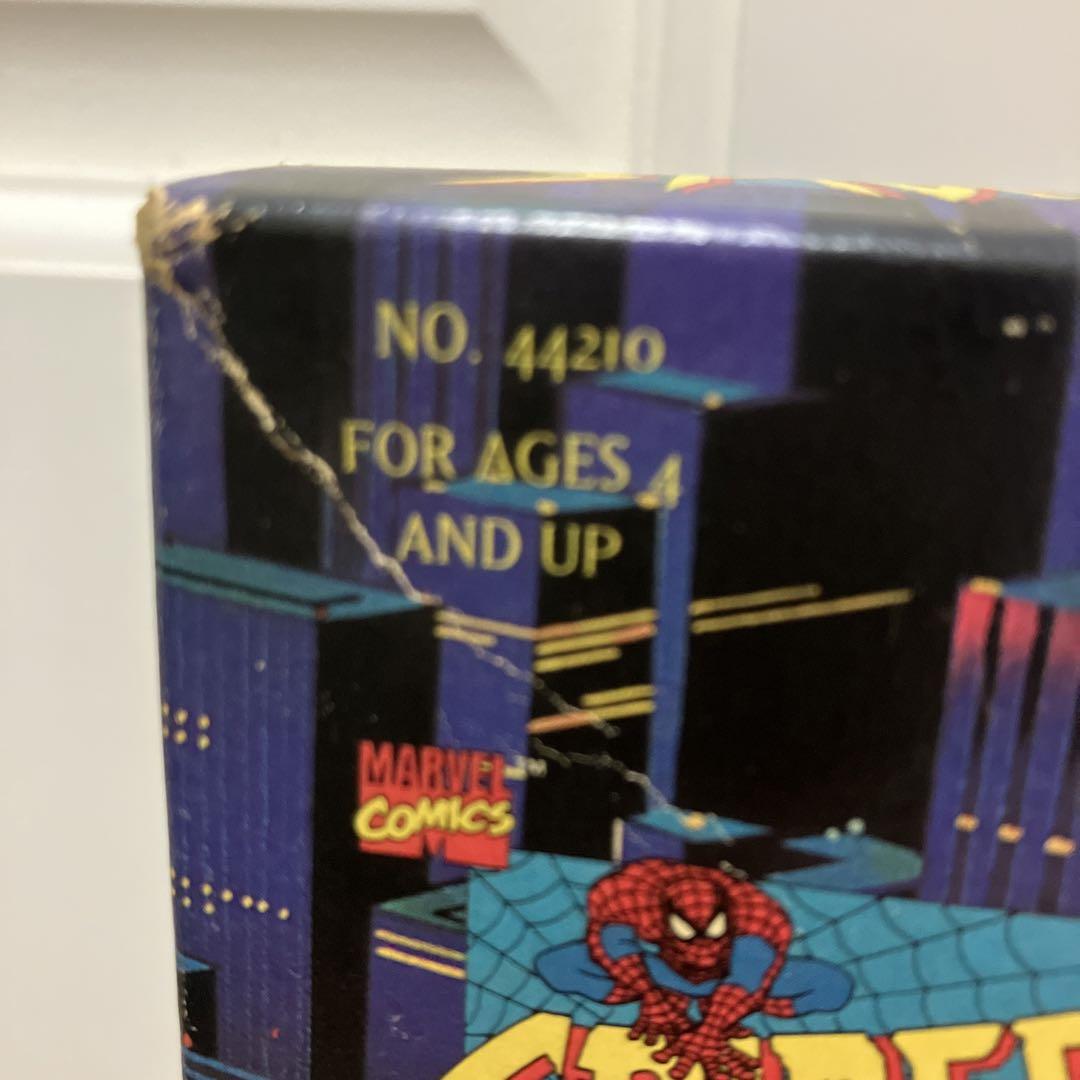 NO. 44210
FOR AGES 4
AND UP
MARVEL
COMICS